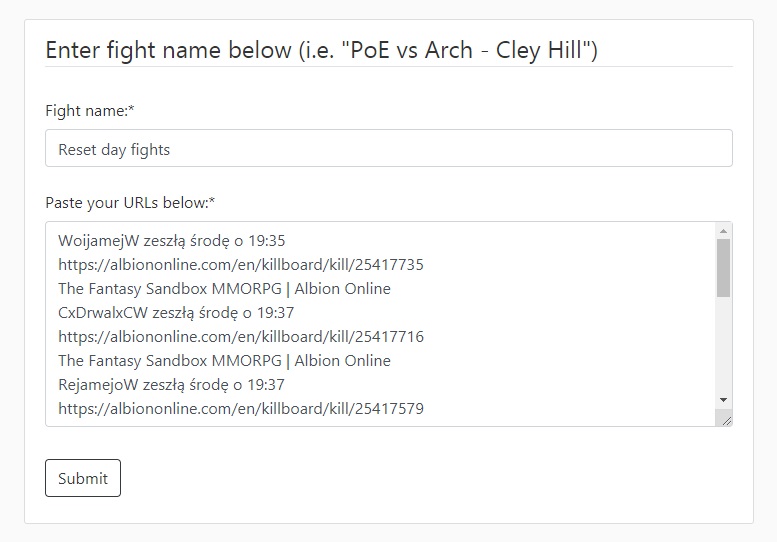 Enter fight name below (i.e. "PoE vs Arch - Cley Hill")
Fight name:*
Reset day fights
Paste your URLs below:*
WoijamejW zeszłą środę o 19:35
https://albiononline.com/en/killboard/kill/25417735
The Fantasy Sandbox MMORPG | Albion Online
CxDrwalxCW zeszłą środę o 19:37
https://albiononline.com/en/killboard/kill/25417716
The Fantasy Sandbox MMORPG | Albion Online
RejamejoW zeszłą środę o 19:37
https://albiononline.com/en/killboard/kill/25417579
Submit